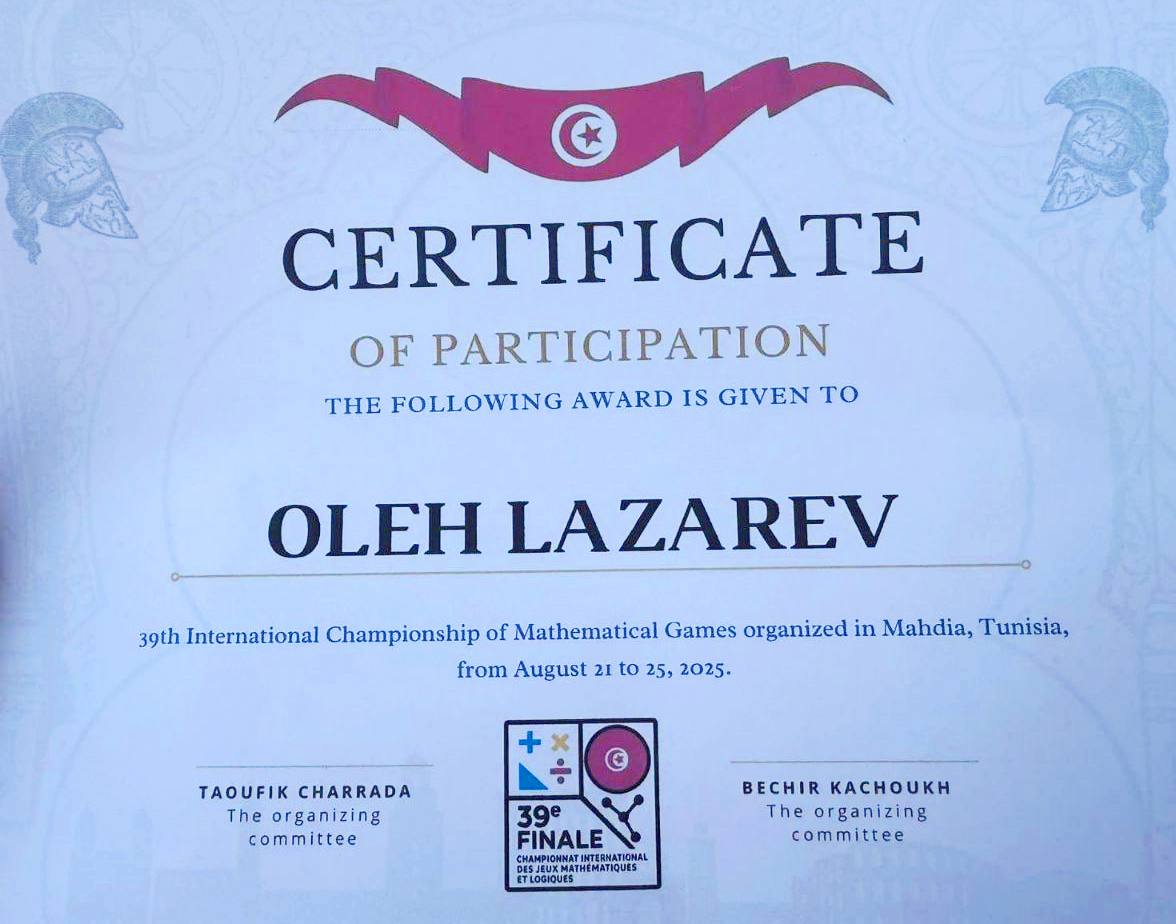 CERTIFICATE
OF PARTICIPATION
THE FOLLOWING AWARD IS GIVEN TO
OLEH LAZAREV
39th International Championship of Mathematical Games organized in Mahdia, Tunisia,
from August 21 to 25, 2025.
TAOUFIK CHARRADA
The organizing
committee
39e
FINALE
CHAMPIONNAT INTERNATIONAL
DES JEUX MATHÉMATIQUES
ET LOGIQUES
BECHIR KACHOUKH
The organizing
committee